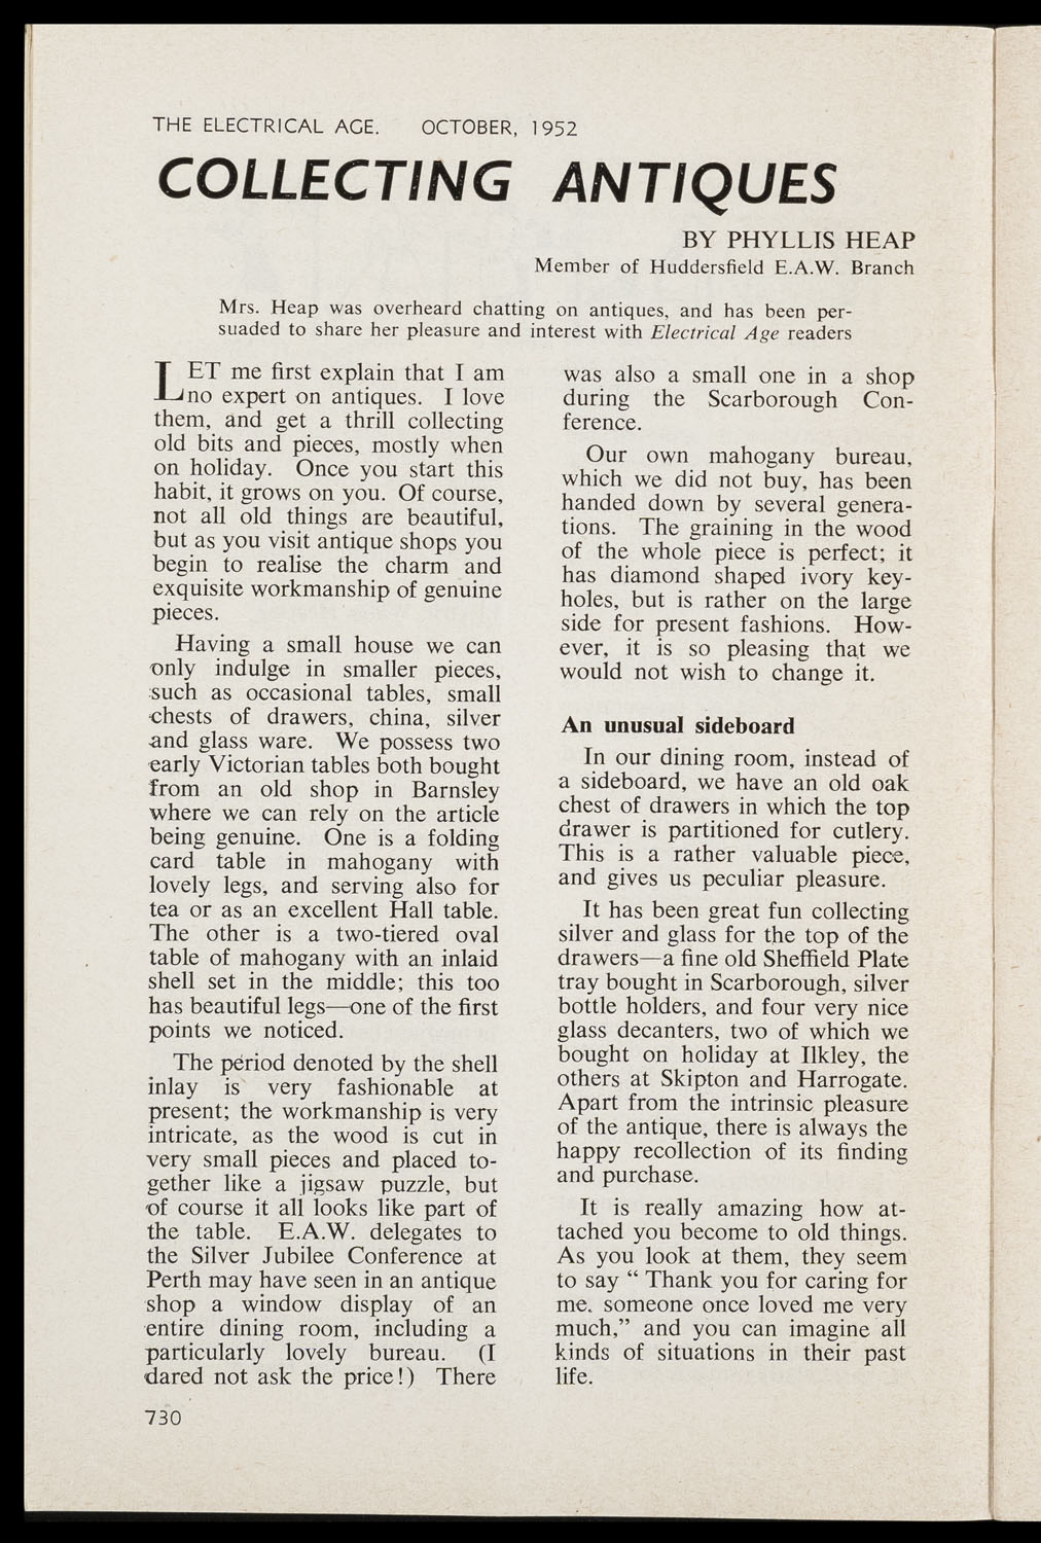 THE ELECTRICAL AGE. OCTOBER, 1952
COLLECTING ANTIQUES
BY PHYLLIS HEAP
Member of Huddersfield E.A.W. Branch
Mrs. Heap was overheard chatting on antiques, and has been per-
suaded to share her pleasure and interest with Electrical Age readers
LET me first explain that I am
no expert on antiques. I love
them, and get a thrill collecting
old bits and pieces, mostly when
on holiday. Once you start this
habit, it grows on you. Of course,
not all old things are beautiful,
but as you visit antique shops you
begin to realise the charm and
exquisite workmanship of genuine
pieces.
Having a small house we can
only indulge in smaller pieces,
such as occasional tables, small
chests of drawers, china, silver
and glass ware. We possess two
early Victorian tables both bought
from an old shop in Barnsley
where we can rely on the article
being genuine. One is a folding
card table in mahogany with
lovely legs, and serving also for
tea or as an excellent Hall table.
The other is a two-tiered oval
table of mahogany with an inlaid
shell set in the middle; this too
has beautiful legs—one of the first
points we noticed.
The period denoted by the shell
inlay is very fashionable at
present; the workmanship is very
intricate, as the wood is cut in
very small pieces and placed to-
gether like a jigsaw puzzle, but
of course it all looks like part of
the table. E.A.W. delegates to
the Silver Jubilee Conference at
Perth may have seen in an antique
shop a window display of an
entire dining room, including a
particularly lovely bureau. (I
dared not ask the price!) There
was also a small one in a shop
during the Scarborough Con-
ference.
Our own mahogany bureau,
which we did not buy, has been
handed down by several genera-
tions. The graining in the wood
of the whole piece is perfect; it
has diamond shaped ivory key-
holes, but is rather on the large
side for present fashions. How-
ever, it is so pleasing that we
would not wish to change it.
An unusual sideboard
In our dining room, instead of
a sideboard, we have an old oak
chest of drawers in which the top
drawer is partitioned for cutlery.
This is a rather valuable piece,
and gives us peculiar pleasure.
It has been great fun collecting
silver and glass for the top of the
drawers—a fine old Sheffield Plate
tray bought in Scarborough, silver
bottle holders, and four very nice
glass decanters, two of which we
bought on holiday at Ilkley, the
others at Skipton and Harrogate.
Apart from the intrinsic pleasure
of the antique, there is always the
happy recollection of its finding
and purchase.
It is really amazing how at-
tached you become to old things.
As you look at them, they seem
to say “ Thank you for caring for
me. someone once loved me very
much,” and you can imagine all
kinds of situations in their past
life.
730